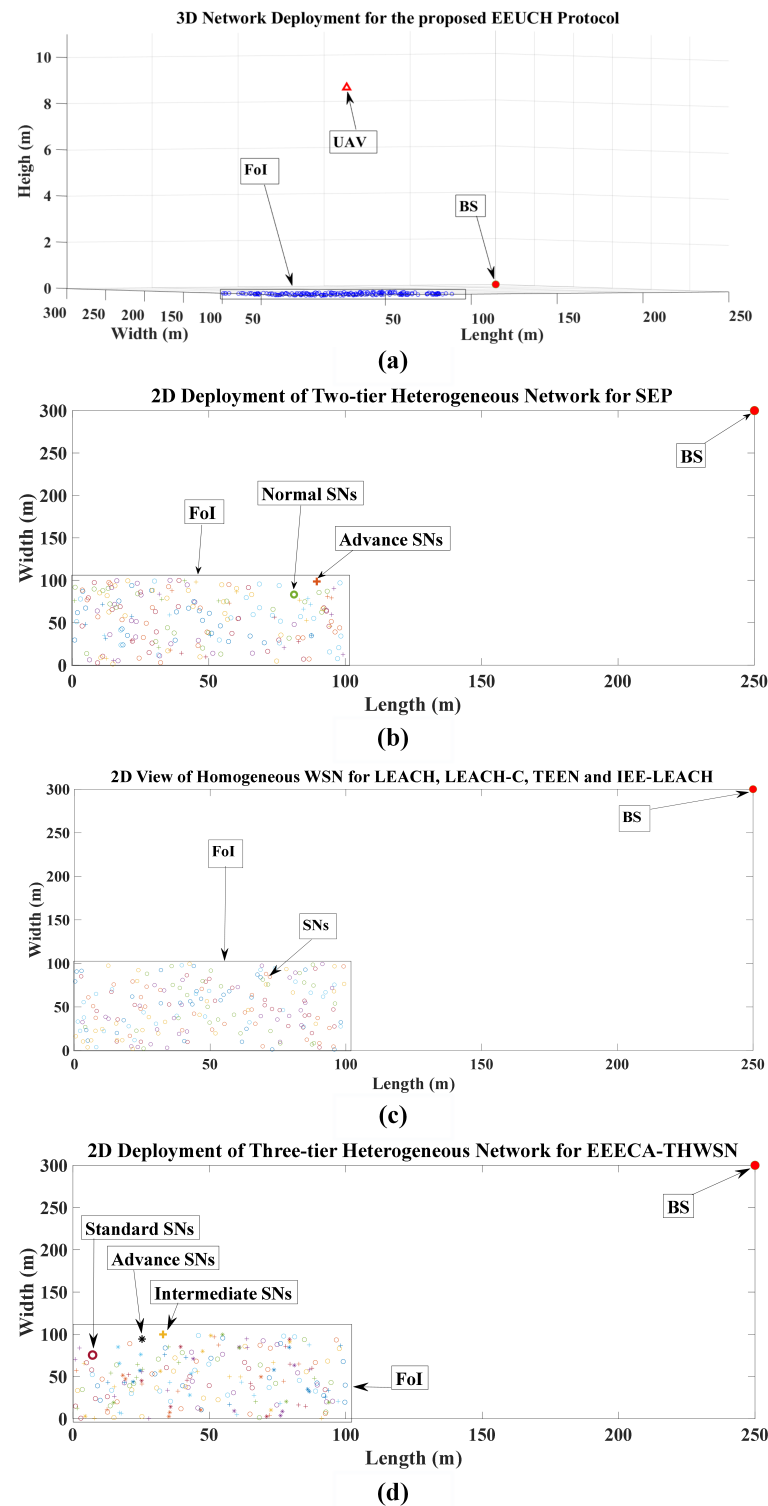 3D Network Deployment for the proposed EEUCH Protocol
10
8
6
4
2
0
Heigh (m)
UAV
FoI
BS
300 250 200 150 100 50 50 100 150 200 250
Width (m) Lenght (m)
(a)
2D Deployment of Two-tier Heterogeneous Network for SEP
300
250
200
150
100
50
0
Width (m)
BS
Normal SNs
FoI
Advance SNs
0 50 100 150 200 250
Length (m)
(b)
2D View of Homogeneous WSN for LEACH, LEACH-C, TEEN and IEE-LEACH
300
250
200
150
100
50
0
Width (m)
BS
FoI
SNs
0 50 100 150 200 250
Length (m)
(c)
2D Deployment of Three-tier Heterogeneous Network for EEECA-THWSN
300
250
200
150
100
50
0
Width (m)
BS
Standard SNs
Advance SNs
Intermediate SNs
FoI
0 50 100 150 200 250
Length (m)
(d)